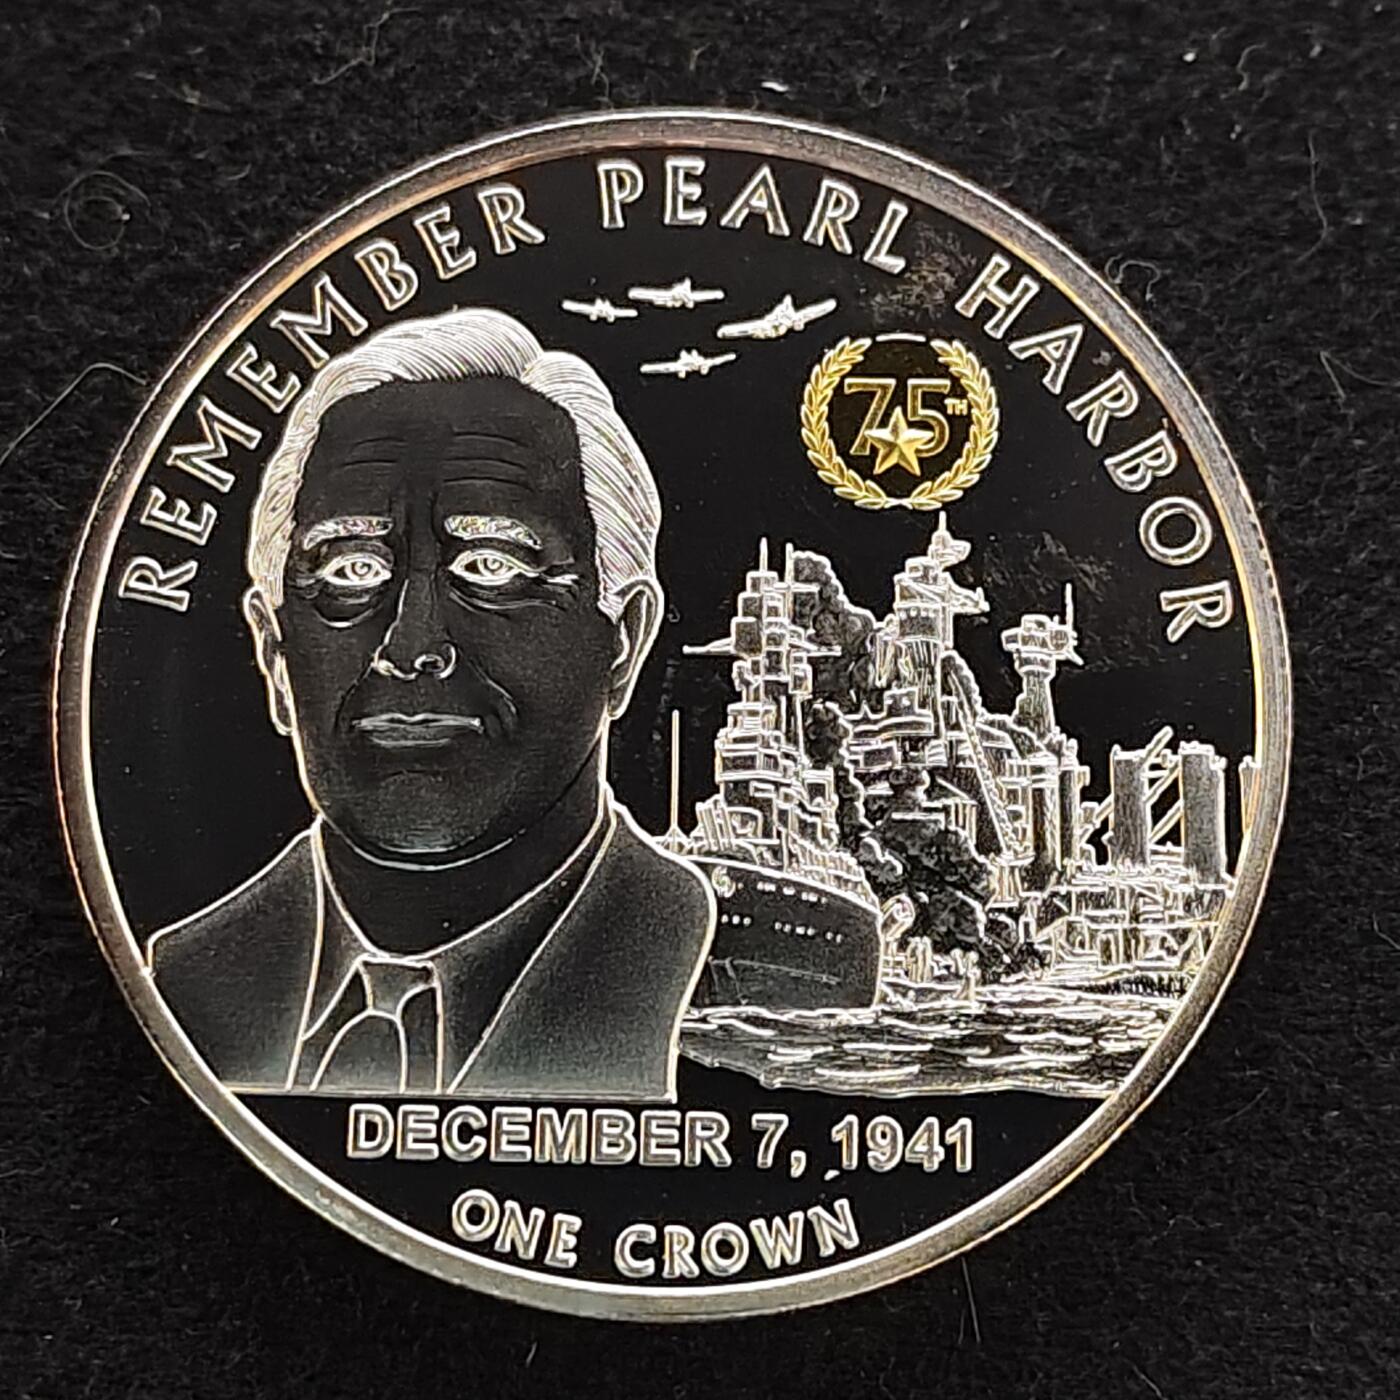 REMEMBER PEARL HARBOR
75TH
DECEMBER 7, 1941
ONE CROWN